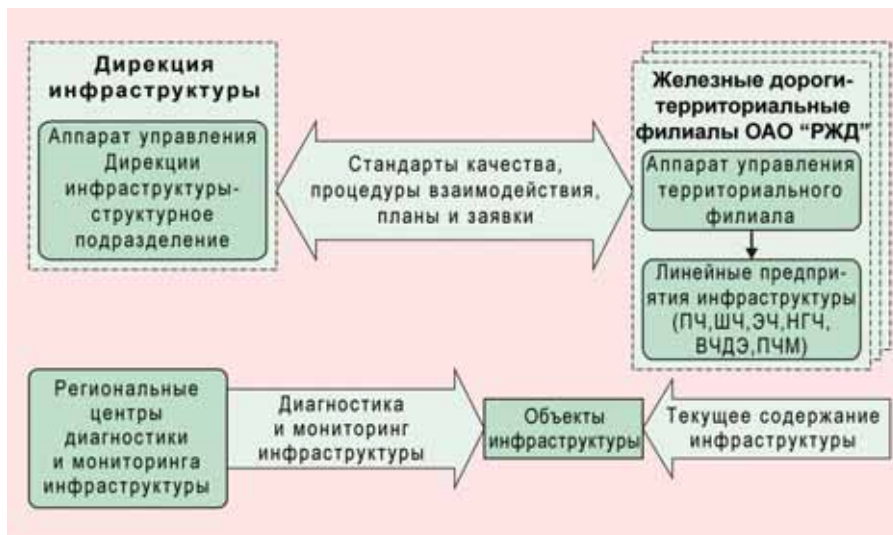 Дирекция
инфраструктуры
Аппарат управления
Дирекции
инфраструктуры-
структурное
подразделение
Стандарты качества,
процедуры взаимодействия,
планы и заявки
Железные дороги-
территориальные
филиалы ОАО “РЖД”
Аппарат управления
территориального
филиала
Линейные предпри-
ятия инфраструктуры
(ПЧ,ШЧ,ЭЧ,НГЧ,
ВЧДЭ,ПЧМ)
Региональные
центры
диагностики
и мониторинга
инфраструктуры
Диагностика
и мониторинг
инфраструктуры
Объекты
инфраструктуры
Текущее содержание
инфраструктуры